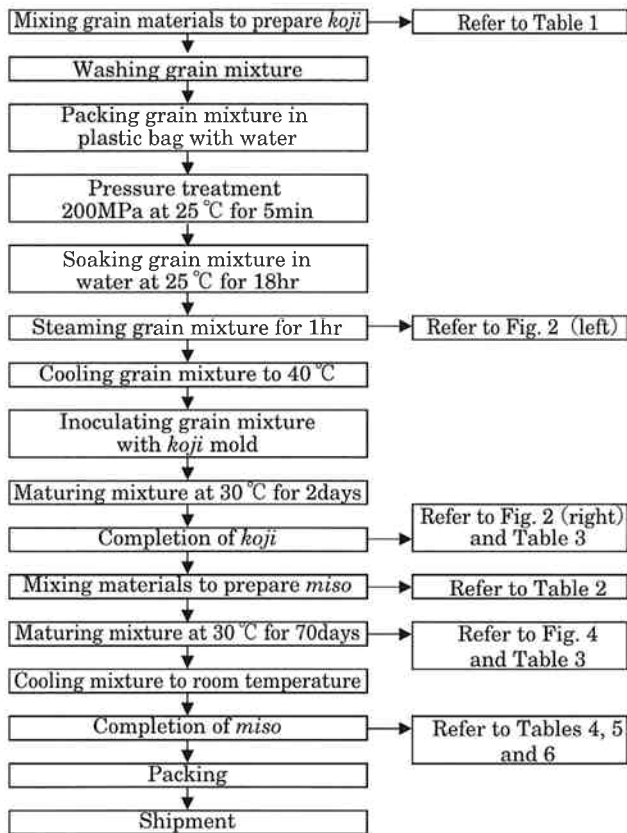 Mixing grain materials to prepare koji
Refer to Table 1
Washing grain mixture
Packing grain mixture in
plastic bag with water
Pressure treatment
200MPa at 25℃ for 5min
Soaking grain mixture in
water at 25℃ for 18hr
Steaming grain mixture for 1hr
Refer to Fig. 2 (left)
Cooling grain mixture to 40℃
Inoculating grain mixture
with koji mold
Maturing mixture at 30℃ for 2days
Completion of koji
Refer to Fig. 2 (right)
and Table 3
Mixing materials to prepare miso
Refer to Table 2
Maturing mixture at 30℃ for 70days
Refer to Fig. 4
and Table 3
Cooling mixture to room temperature
Completion of miso
Refer to Tables 4, 5
and 6
Packing
Shipment